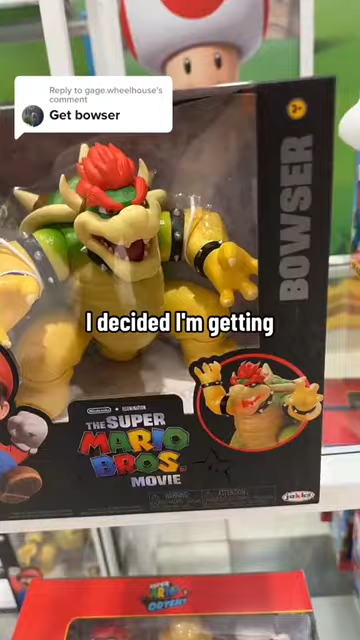 Reply to gage.wheelhouse's
comment
Get bowser
3+
BOWSER
I decided I'm getting
Nintendo • ILLUMINATION
THE SUPER
MARIO
BROS.
MOVIE
WARNING
ATTENTION
jakks
SUPER
MARIO
ODYSSEY